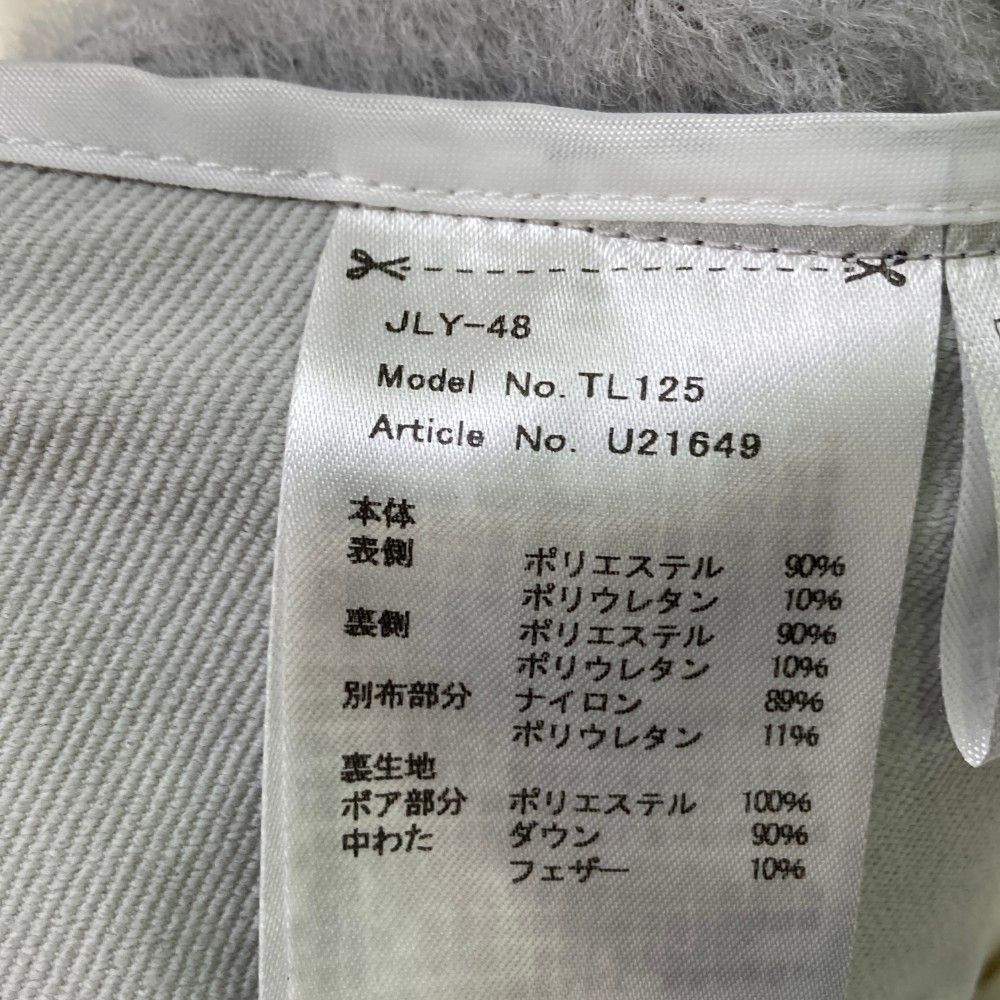 JLY-48
Model No. TL125
Article No. U21649
本体
表側 ポリエステル 90%
ポリウレタン 10%
裏側 ポリエステル 90%
ポリウレタン 10%
別布部分 ナイロン 89%
ポリウレタン 11%
裏生地
ボア部分 ポリエステル 100%
中わた ダウン 90%
フェザー 10%